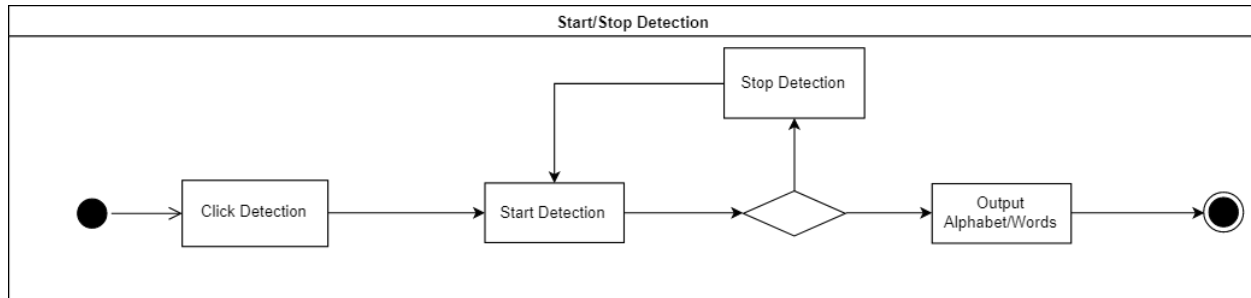 Start/Stop Detection
Stop Detection
Click Detection
Start Detection
Output
Alphabet/Words